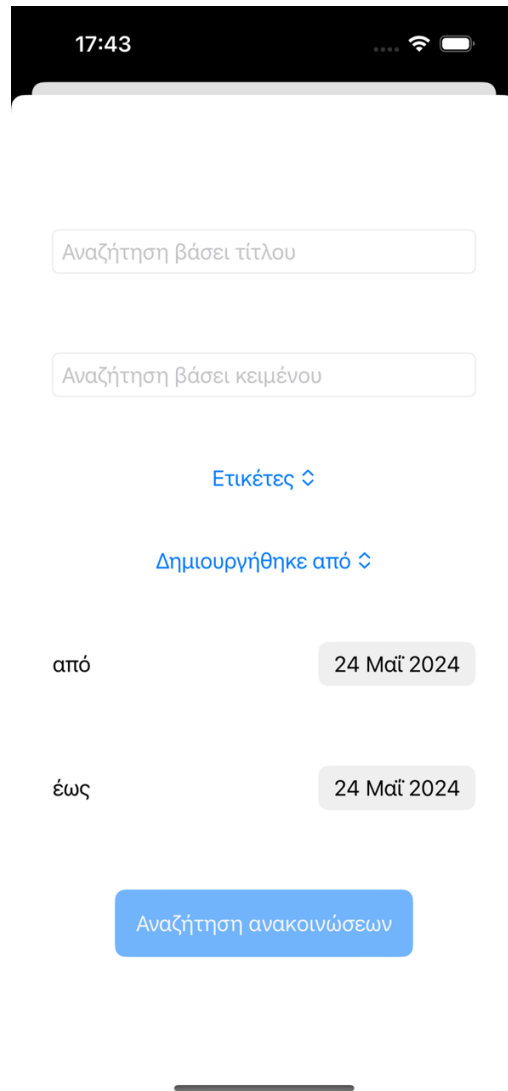 17:43
Αναζήτηση βάσει τίτλου
Αναζήτηση βάσει κειμένου
Ετικέτες
Δημιουργήθηκε από
από 24 Μαΐ 2024
έως 24 Μαΐ 2024
Αναζήτηση ανακοινώσεων